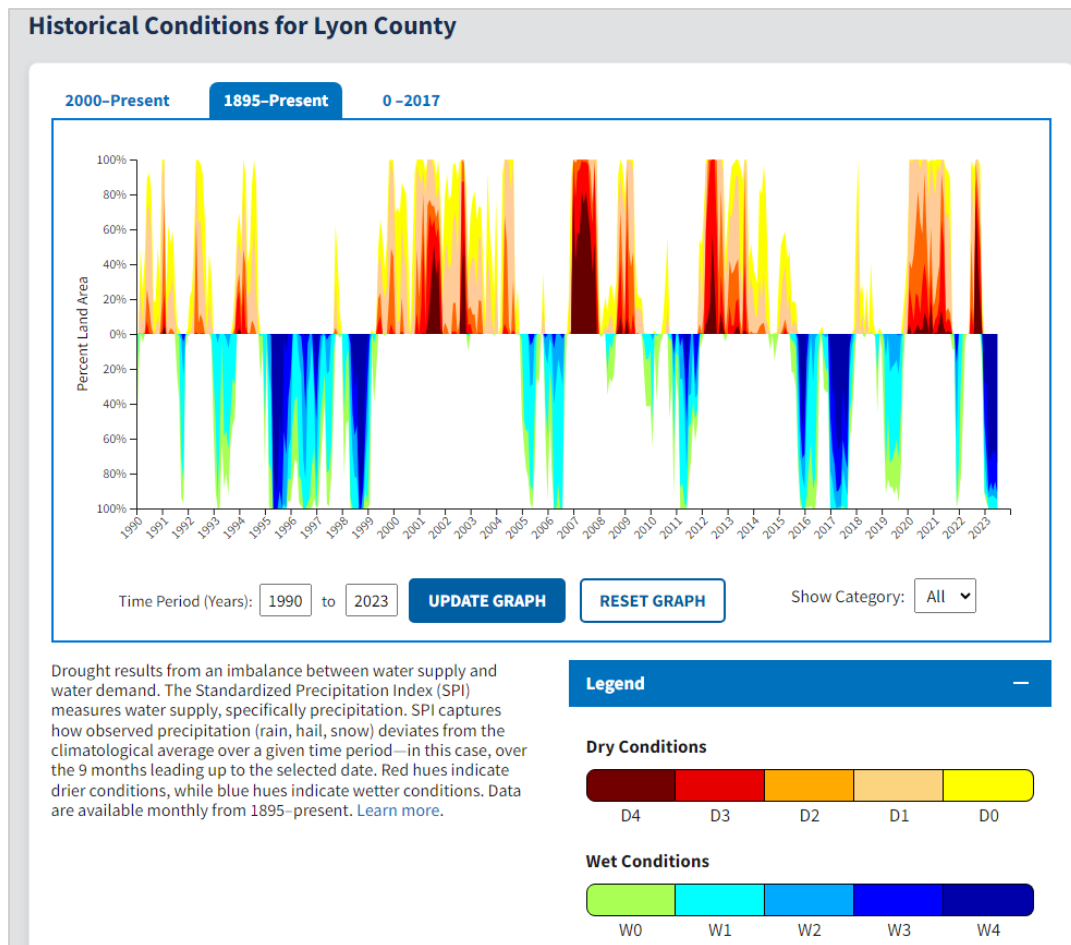 Historical Conditions for Lyon County
2000–Present 1895–Present 0 –2017
Percent Land Area
100%
80%
60%
40%
20%
0%
20%
40%
60%
80%
100%
1990 1991 1992 1993 1994 1995 1996 1997 1998 1999 2000 2001 2002 2003 2004 2005 2006 2007 2008 2009 2010 2011 2012 2013 2014 2015 2016 2017 2018 2019 2020 2021 2022 2023
Time Period (Years): 1990 to 2023 UPDATE GRAPH RESET GRAPH Show Category: All
Drought results from an imbalance between water supply and
water demand. The Standardized Precipitation Index (SPI)
measures water supply, specifically precipitation. SPI captures
how observed precipitation (rain, hail, snow) deviates from the
climatological average over a given time period—in this case, over
the 9 months leading up to the selected date. Red hues indicate
drier conditions, while blue hues indicate wetter conditions. Data
are available monthly from 1895–present. Learn more.
Legend
Dry Conditions
D4 D3 D2 D1 D0
Wet Conditions
W0 W1 W2 W3 W4